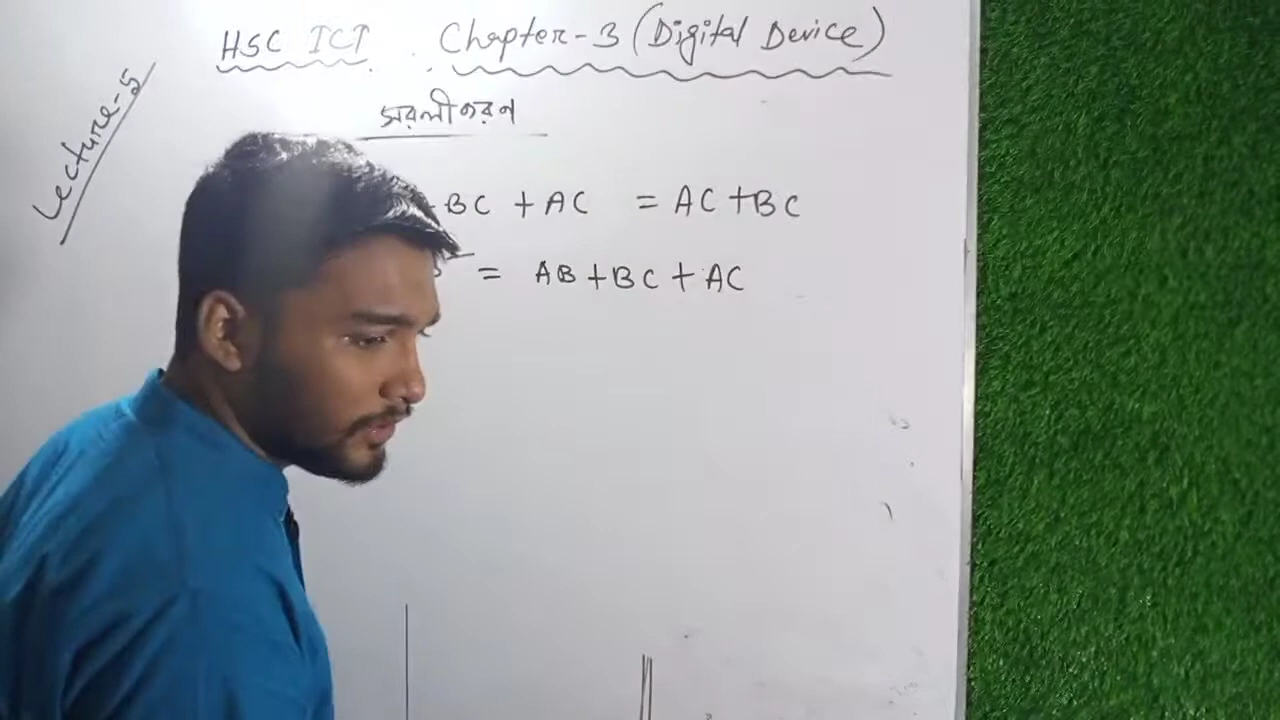 HSC ICT Chapter-3 (Digital Device)
Lecture-5
সরলীকরণ
BC + AC = AC + BC
= AB + BC + AC